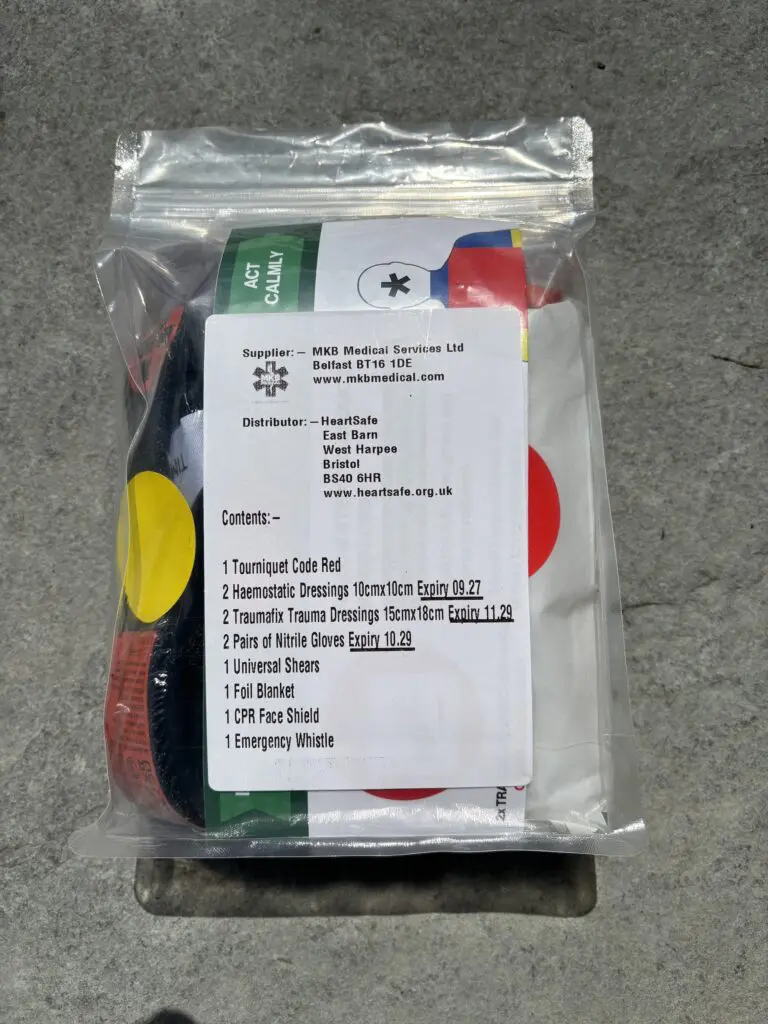 ACT
CALMLY
*
Supplier:– MKB Medical Services Ltd
MKB
Belfast BT16 1DE
www.mkbmedical.com
Distributor:–HeartSafe
East Barn
West Harpee
Bristol
BS40 6HR
www.heartsafe.org.uk
Contents:–
1 Tourniquet Code Red
2 Haemostatic Dressings 10cmx10cm Expiry 09.27
2 Traumafix Trauma Dressings 15cmx18cm Expiry 11.29
2 Pairs of Nitrile Gloves Expiry 10.29
1 Universal Shears
1 Foil Blanket
1 CPR Face Shield
1 Emergency Whistle
2x TRA